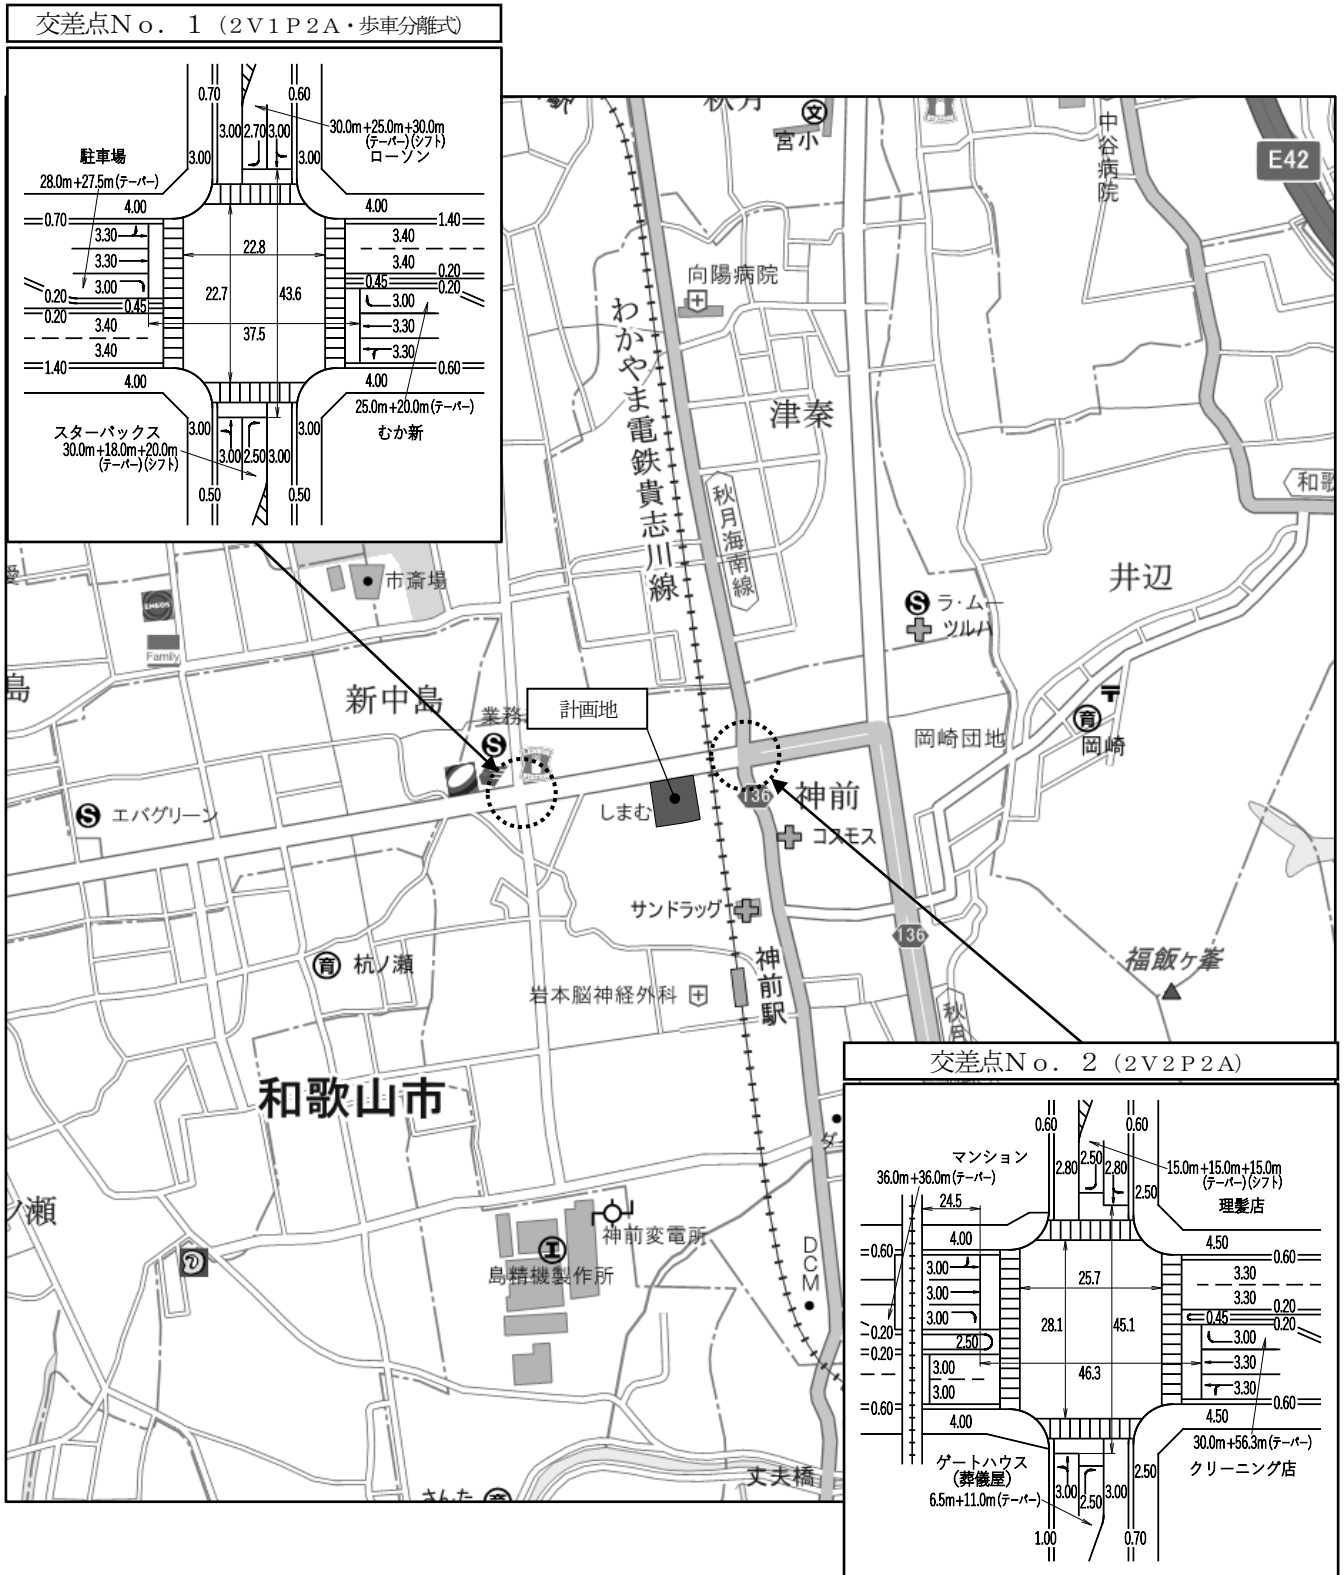 交差点No. 1(2V1P2A・歩車分離式)
0.70
0.60
3.00
2.70
3.00
30.0m+25.0m+30.0m
(テーパー)(シフト)
ローソン
駐車場
3.00
3.00
28.0m+27.5m(テーパー)
4.00
4.00
0.70
1.40
3.30
3.40
3.30
22.8
3.40
0.20
3.00
0.45
0.20
0.20
22.7
43.6
3.00
0.45
0.20
3.40
37.5
3.30
3.40
3.30
1.40
0.60
4.00
4.00
25.0m+20.0m(テーパー)
スターバックス
3.00
3.00
むか新
30.0m+18.0m+20.0m
(テーパー)(シフト)
3.00
2.50
3.00
0.50
0.50
秋月
宮小
文
中谷病院
E42
向陽病院
わかやま電鉄貴志川線
津秦
秋月海南線
和歌
市斎場
ENEOS
Family
井辺
ラ・ムー
ツルハ
島
新中島
業務
計画地
岡崎団地
育
岡崎
エバグリーン
しまむ
136
神前
コスモス
サンドラッグ
136
育
杭ノ瀬
岩本脳神経外科
神前駅
福飯ヶ峯
秋月
和歌山市
ノ瀬
神前変電所
工
島精機製作所
DCM
ダ
丈夫橋
さんた
育
交差点No. 2(2V2P2A)
0.60
0.60
マンション
2.80
2.50
2.80
15.0m+15.0m+15.0m
(テーパー)(シフト)
36.0m+36.0m(テーパー)
2.50
理髪店
24.5
4.00
4.50
0.60
0.60
3.00
3.30
3.00
25.7
3.30
3.00
0.20
0.20
0.45
0.20
2.50
28.1
45.1
3.00
0.20
3.00
46.3
3.30
3.00
3.30
0.60
0.60
4.00
4.50
30.0m+56.3m(テーパー)
ゲートハウス
(葬儀屋)
2.50
クリーニング店
6.5m+11.0m(テーパー)
3.00
2.50
3.00
1.00
0.70